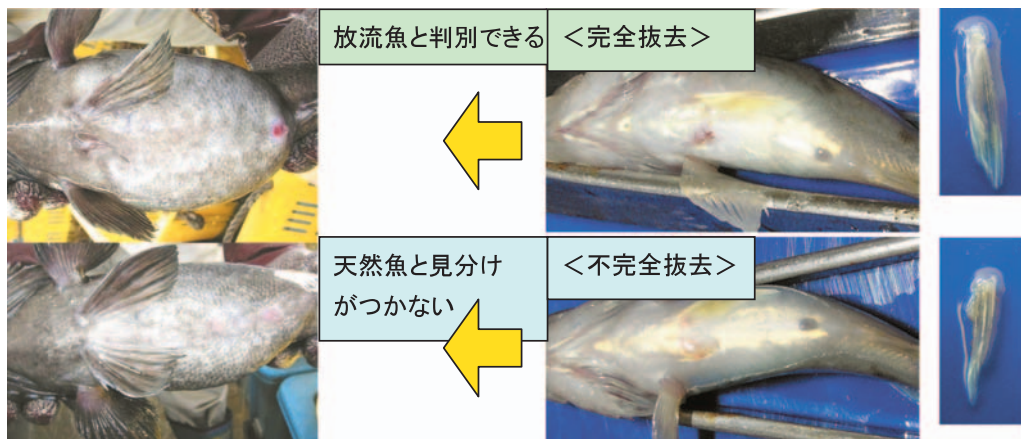 放流魚と判別できる
＜完全抜去＞
天然魚と見分け
がつかない
＜不完全抜去＞